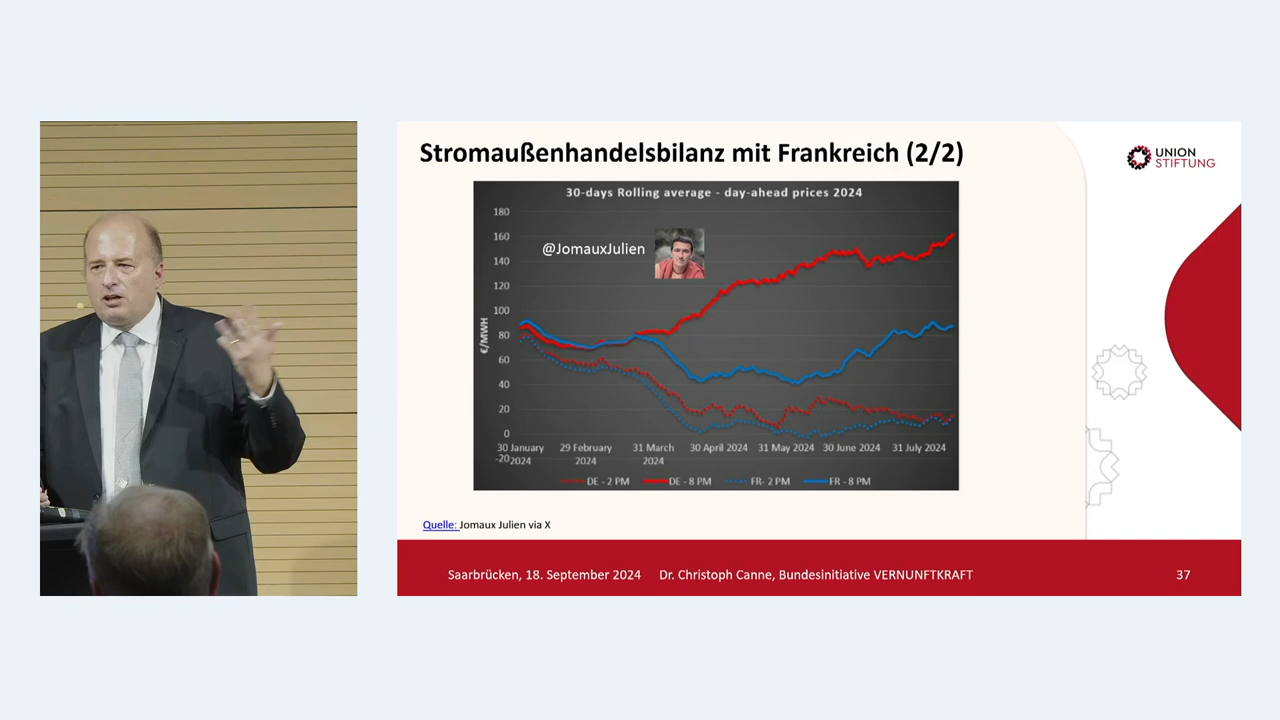 Stromaußenhandelsbilanz mit Frankreich (2/2)
UNION
STIFTUNG
30-days Rolling average - day-ahead prices 2024
@JomauxJulien
€/MWH
180
160
140
120
100
80
60
40
20
0
-20
30 January
2024
29 February
2024
31 March
2024
30 April 2024
31 May 2024
30 June 2024
31 July 2024
DE - 2 PM
DE - 8 PM
FR- 2 PM
FR - 8 PM
Quelle: Jomaux Julien via X
Saarbrücken, 18. September 2024 Dr. Christoph Canne, Bundesinitiative VERNUNFTKRAFT
37